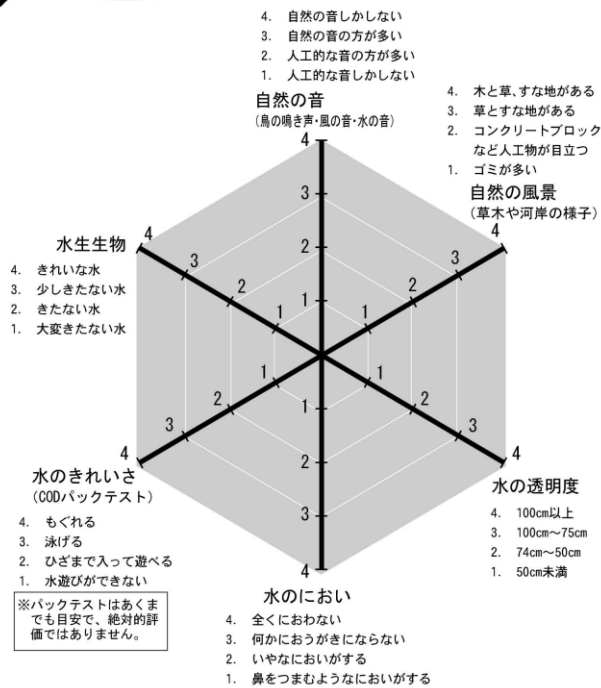 4. 自然の音しかしない
3. 自然の音の方が多い
2. 人工的な音の方が多い
1. 人工的な音しかしない
自然の音
(鳥の鳴き声・風の音・水の音)
4. 木と草、すな地がある
3. 草とすな地がある
2. コンクリートブロック
など人工物が目立つ
1. ゴミが多い
自然の風景
(草木や河岸の様子)
4
3
2
1
4
3
2
1
水生生物
4. きれいな水
3. 少しきたない水
2. きたない水
1. 大変きたない水
4
3
2
1
1
2
3
4
1
2
3
4
1
2
3
4
水のきれいさ
(CODパックテスト)
4. もぐれる
3. 泳げる
2. ひざまで入って遊べる
1. 水遊びができない
※パックテストはあくま
でも目安で、絶対的評
価ではありません。
水の透明度
4. 100cm以上
3. 100cm～75cm
2. 74cm～50cm
1. 50cm未満
水のにおい
4. 全くにおわない
3. 何かにおうがきにならない
2. いやなにおいがする
1. 鼻をつまむようなにおいがする